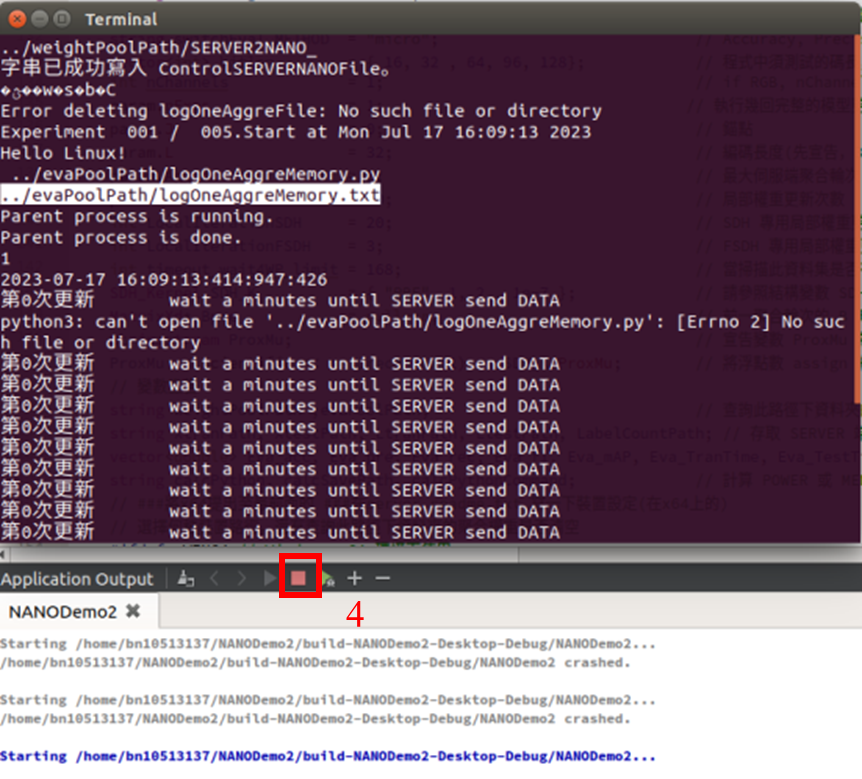 Terminal
../weightPoolPath/SERVER2NANO_
字串已成功寫入 ControlSERVERNANOFile。
Error deleting logOneAggreFile: No such file or directory
Experiment 001 / 005.Start at Mon Jul 17 16:09:13 2023
Hello Linux!
../evaPoolPath/logOneAggreMemory.py
../evaPoolPath/logOneAggreMemory.txt
Parent process is running.
Parent process is done.
1
2023-07-17 16:09:13:414:947:426
第0次更新 wait a minutes until SERVER send DATA
python3: can't open file '../evaPoolPath/logOneAggreMemory.py': [Errno 2] No suc
h file or directory
第0次更新 wait a minutes until SERVER send DATA
第0次更新 wait a minutes until SERVER send DATA
第0次更新 wait a minutes until SERVER send DATA
第0次更新 wait a minutes until SERVER send DATA
第0次更新 wait a minutes until SERVER send DATA
第0次更新 wait a minutes until SERVER send DATA
第0次更新 wait a minutes until SERVER send DATA
第0次更新 wait a minutes until SERVER send DATA
第0次更新 wait a minutes until SERVER send DATA
Application Output
4
NANODemo2
Starting /home/bn10513137/NANODemo2/build-NANODemo2-Desktop-Debug/NANODemo2...
/home/bn10513137/NANODemo2/build-NANODemo2-Desktop-Debug/NANODemo2 crashed.
Starting /home/bn10513137/NANODemo2/build-NANODemo2-Desktop-Debug/NANODemo2...
/home/bn10513137/NANODemo2/build-NANODemo2-Desktop-Debug/NANODemo2 crashed.
Starting /home/bn10513137/NANODemo2/build-NANODemo2-Desktop-Debug/NANODemo2...